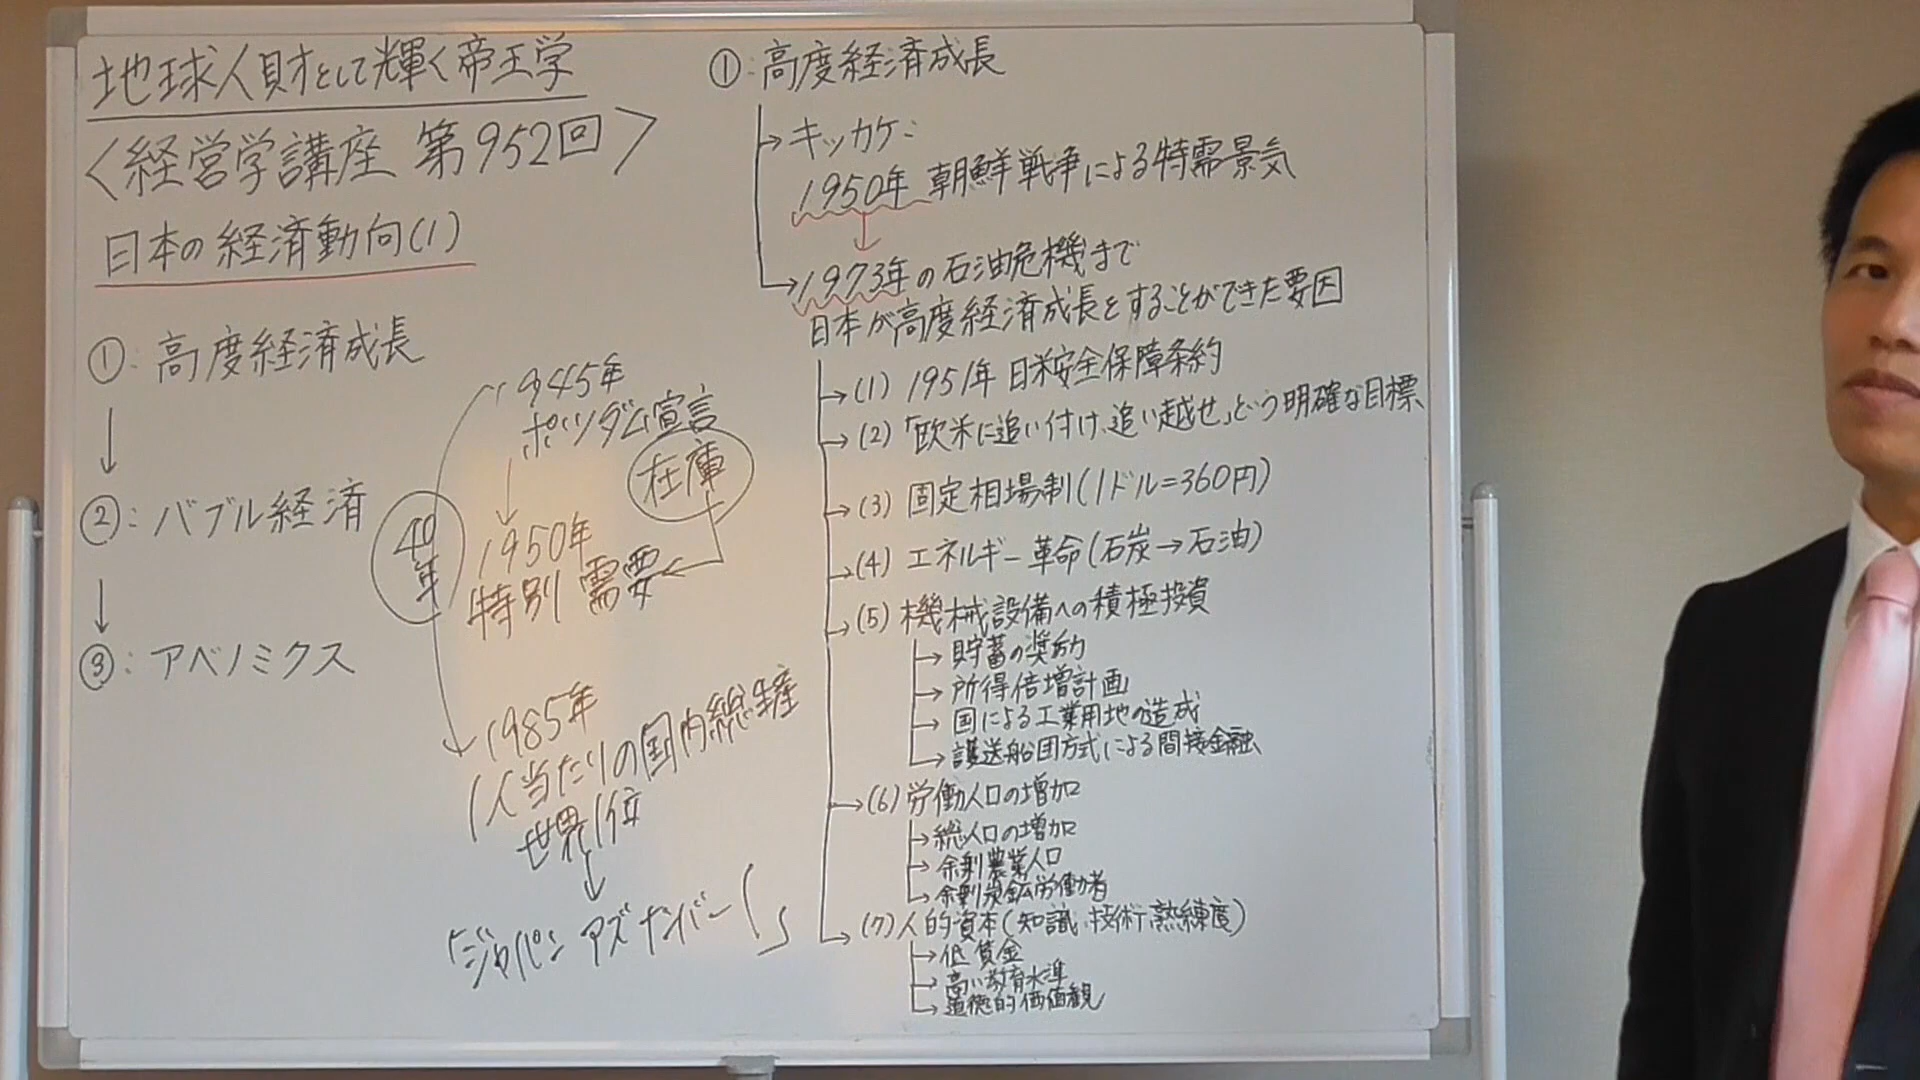 地球人財として輝く帝王学
<経営学講座 第952回>
日本の経済動向(1)
①:高度経済成長
↓
②:バブル経済
↓
③:アベノミクス
1945年
ポツダム宣言
在庫
40年
1950年
特別需要
1985年
1人当たりの国内総生産
世界1位
「ジャパン アズ ナンバー1」
①:高度経済成長
→キッカケ:
1950年 朝鮮戦争による特需景気
→1973年の石油危機まで
日本が高度経済成長をすることができた要因
→(1) 1951年 日米安全保障条約
→(2)「欧米に追い付け、追い越せ」という明確な目標
→(3) 固定相場制(1ドル=360円)
→(4) エネルギー革命(石炭→石油)
→(5) 機械設備への積極投資
→貯蓄の奨励
→所得倍増計画
→国による工業用地の造成
→護送船団方式による間接金融
→(6)労働人口の増加
→総人口の増加
→余剰農業人口
→余剰炭鉱労働者
→(7)人的資本(知識、技術、熟練度)
→低賃金
→高い教育水準
→道徳的価値観